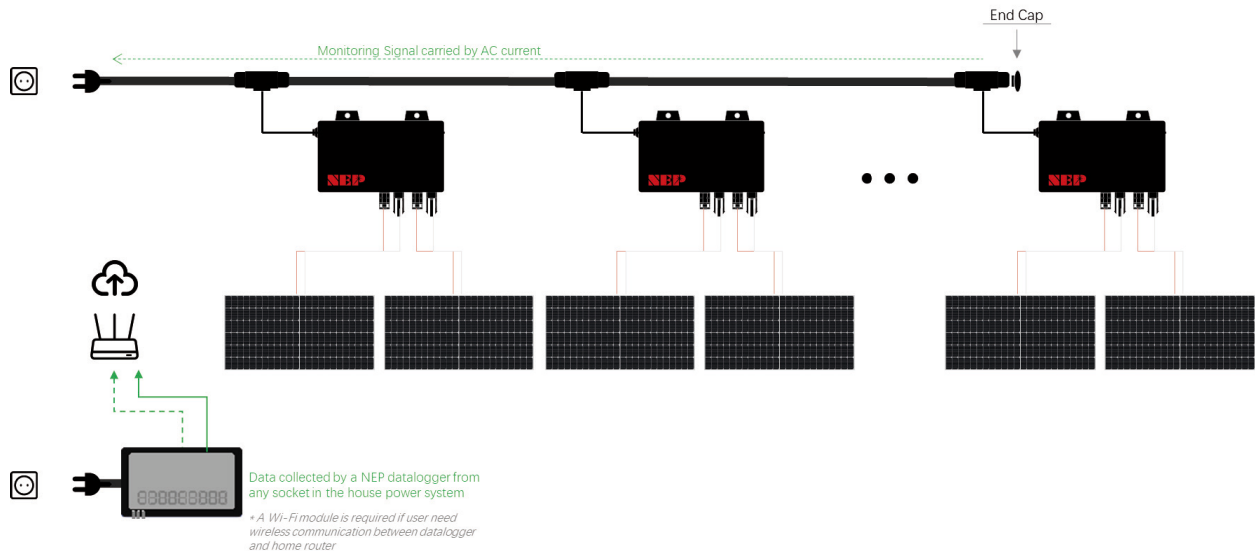 End Cap
Monitoring Signal carried by AC current
NEP
NEP
NEP
Data collected by a NEP datalogger from
any socket in the house power system
* A Wi-Fi module is required if user need
wireless communication between datalogger
and home router